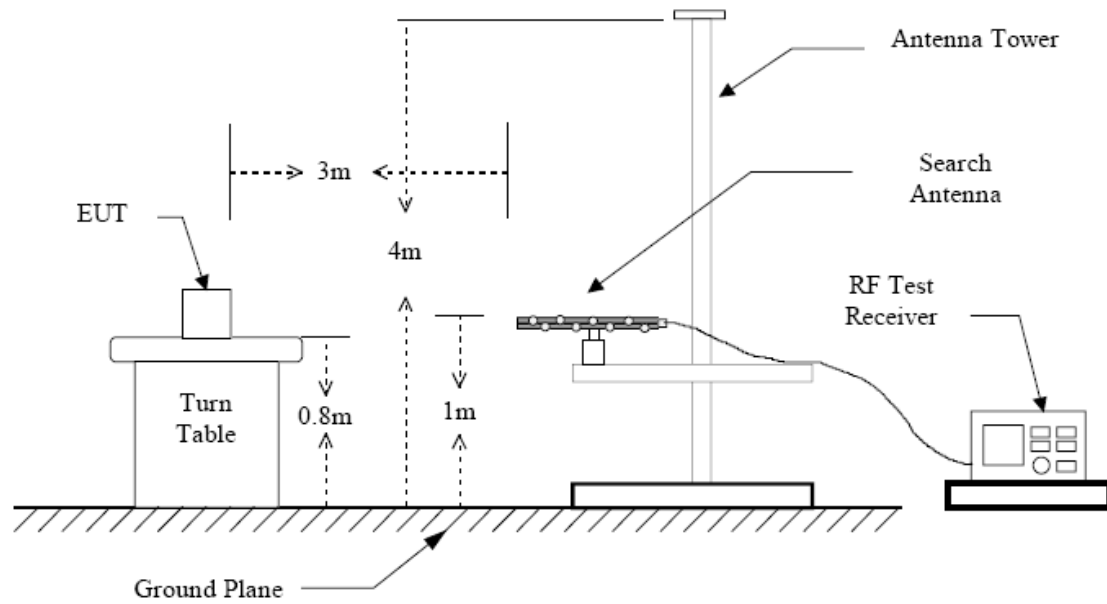 Antenna Tower
3m
Search
Antenna
EUT
4m
RF Test
Receiver
Turn
Table
0.8m
1m
Ground Plane